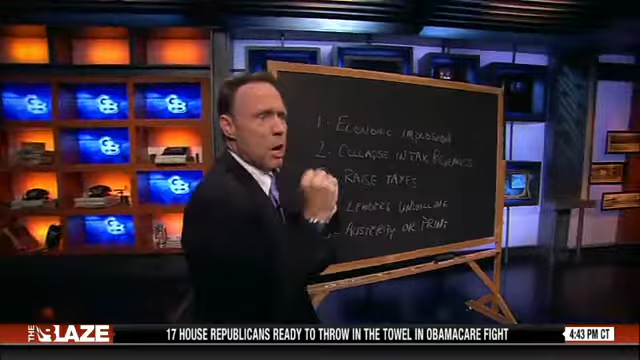 1- ECONOMIC IMPLOSION
2- COLLAPSE IN TAX REVENUES
RAISE TAXES
LENDERS UNWILLING
AUSTERITY OR PRINT
THE BLAZE
17 HOUSE REPUBLICANS READY TO THROW IN THE TOWEL IN OBAMACARE FIGHT
4:43 PM CT